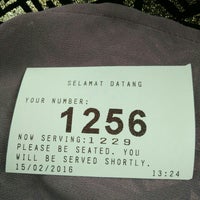 SELAMAT DATANG
YOUR NUMBER:
1256
NOW SERVING:1229
PLEASE BE SEATED. YOU
WILL BE SERVED SHORTLY.
15/02/2016 13:24